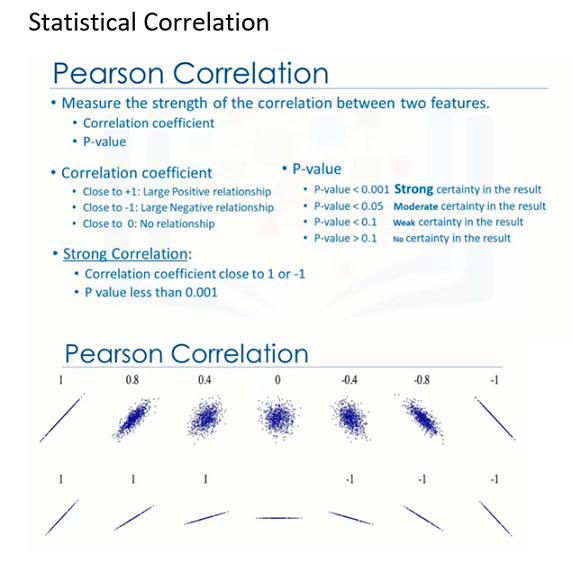 Statistical Correlation
Pearson Correlation
• Measure the strength of the correlation between two features.
• Correlation coefficient
• P-value
• Correlation coefficient
• Close to +1: Large Positive relationship
• Close to -1: Large Negative relationship
• Close to 0: No relationship
• P-value
• P-value < 0.001 Strong certainty in the result
• P-value < 0.05 Moderate certainty in the result
• P-value < 0.1 Weak certainty in the result
• P-value > 0.1 No certainty in the result
• Strong Correlation:
• Correlation coefficient close to 1 or -1
• P value less than 0.001
Pearson Correlation
1 0.8 0.4 0 -0.4 -0.8 -1
1 1 1 -1 -1 -1